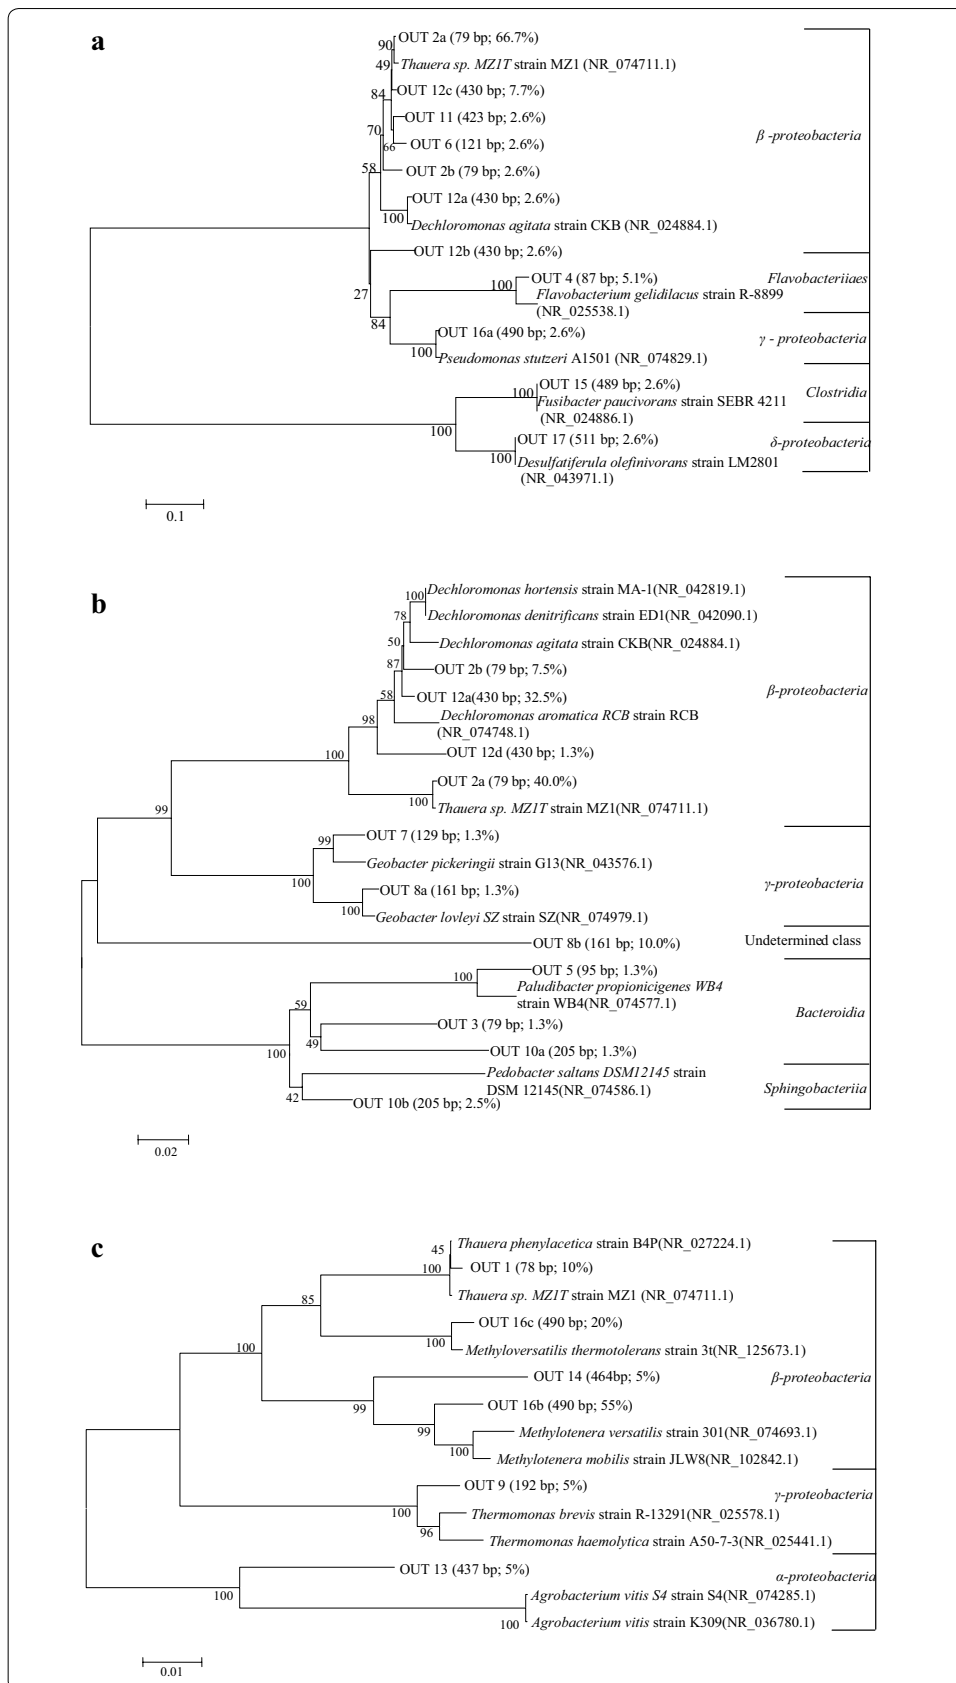 a
OUT 2a (79 bp; 66.7%)
90
49
Thauera sp. MZ1T strain MZ1 (NR_074711.1)
OUT 12c (430 bp; 7.7%)
84
OUT 11 (423 bp; 2.6%)
70
β -proteobacteria
OUT 6 (121 bp; 2.6%)
66
58
OUT 2b (79 bp; 2.6%)
OUT 12a (430 bp; 2.6%)
100
Dechloromonas agitata strain CKB (NR_024884.1)
OUT 12b (430 bp; 2.6%)
OUT 4 (87 bp; 5.1%)
Flavobacteriiaes
100
27
Flavobacterium gelidilacus strain R-8899
(NR_025538.1)
84
OUT 16a (490 bp; 2.6%)
γ - proteobacteria
100
Pseudomonas stutzeri A1501 (NR_074829.1)
OUT 15 (489 bp; 2.6%)
100
Clostridia
Fusibacter paucivorans strain SEBR 4211
(NR_024886.1)
100
OUT 17 (511 bp; 2.6%)
δ-proteobacteria
100
Desulfatiferula olefinivorans strain LM2801
(NR_043971.1)
0.1
b
Dechloromonas hortensis strain MA-1(NR_042819.1)
100
78
Dechloromonas denitrificans strain ED1(NR_042090.1)
50
Dechloromonas agitata strain CKB(NR_024884.1)
87
OUT 2b (79 bp; 7.5%)
β-proteobacteria
58
OUT 12a(430 bp; 32.5%)
98
Dechloromonas aromatica RCB strain RCB
(NR_074748.1)
100
OUT 12d (430 bp; 1.3%)
OUT 2a (79 bp; 40.0%)
100
Thauera sp. MZ1T strain MZ1(NR_074711.1)
99
OUT 7 (129 bp; 1.3%)
99
Geobacter pickeringii strain G13(NR_043576.1)
100
γ-proteobacteria
OUT 8a (161 bp; 1.3%)
100
Geobacter lovleyi SZ strain SZ(NR_074979.1)
OUT 8b (161 bp; 10.0%)
Undetermined class
OUT 5 (95 bp; 1.3%)
100
Paludibacter propionicigenes WB4
strain WB4(NR_074577.1)
59
Bacteroidia
OUT 3 (79 bp; 1.3%)
49
100
OUT 10a (205 bp; 1.3%)
Pedobacter saltans DSM12145 strain
DSM 12145(NR_074586.1)
Sphingobacteriia
42
OUT 10b (205 bp; 2.5%)
0.02
c
Thauera phenylacetica strain B4P(NR_027224.1)
45
100
OUT 1 (78 bp; 10%)
85
Thauera sp. MZ1T strain MZ1 (NR_074711.1)
OUT 16c (490 bp; 20%)
100
100
Methyloversatilis thermotolerans strain 3t(NR_125673.1)
OUT 14 (464bp; 5%)
β-proteobacteria
99
OUT 16b (490 bp; 55%)
99
Methylotenera versatilis strain 301(NR_074693.1)
100
Methylotenera mobilis strain JLW8(NR_102842.1)
OUT 9 (192 bp; 5%)
γ-proteobacteria
100
Thermomonas brevis strain R-13291(NR_025578.1)
96
Thermomonas haemolytica strain A50-7-3(NR_025441.1)
OUT 13 (437 bp; 5%)
α-proteobacteria
100
Agrobacterium vitis S4 strain S4(NR_074285.1)
100
Agrobacterium vitis strain K309(NR_036780.1)
0.01